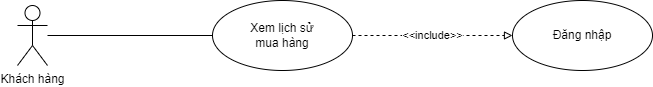 Xem lịch sử
mua hàng
<<include>>
Đăng nhập
Khách hàng